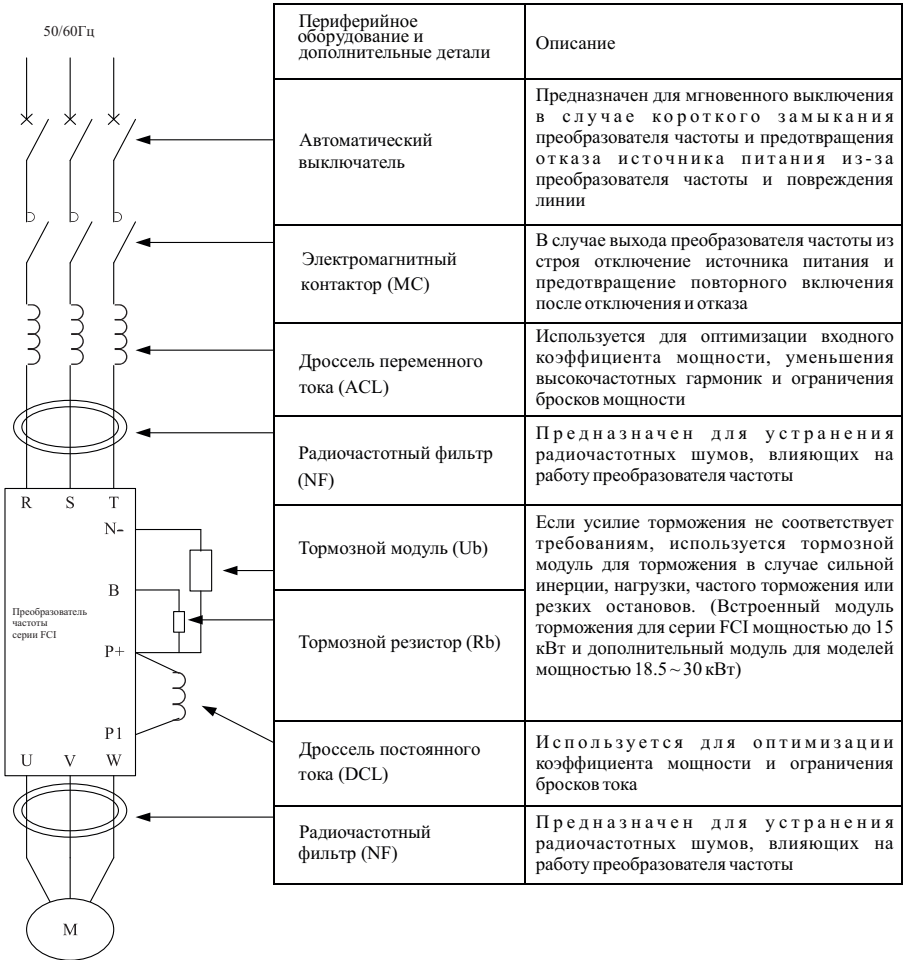 50/60Гц
Периферийное
оборудование и
дополнительные детали
Описание
Автоматический
выключатель
Предназначен для мгновенного выключения
в случае короткого замыкания
преобразователя частоты и предотвращения
отказа источника питания из-за
преобразователя частоты и повреждения
линии
Электромагнитный
контактор (MC)
В случае выхода преобразователя частоты из
строя отключение источника питания и
предотвращение повторного включения
после отключения и отказа
Дроссель переменного
тока (ACL)
Используется для оптимизации входного
коэффициента мощности, уменьшения
высокочастотных гармоник и ограничения
бросков мощности
Радиочастотный фильтр
(NF)
Предназначен для устранения
радиочастотных шумов, влияющих на
работу преобразователя частоты
R S T
N-
B
Преобразователь
частоты
серии FCI
P+
P1
U V W
Тормозной модуль (Ub)
Тормозной резистор (Rb)
Если усилие торможения не соответствует
требованиям, используется тормозной
модуль для торможения в случае сильной
инерции, нагрузки, частого торможения или
резких остановов. (Встроенный модуль
торможения для серии FCI мощностью до 15
кВт и дополнительный модуль для моделей
мощностью 18.5 ~ 30 кВт)
Дроссель постоянного
тока (DCL)
Используется для оптимизации
коэффициента мощности и ограничения
бросков тока
Радиочастотный
фильтр (NF)
Предназначен для устранения
радиочастотных шумов, влияющих на
работу преобразователя частоты
M